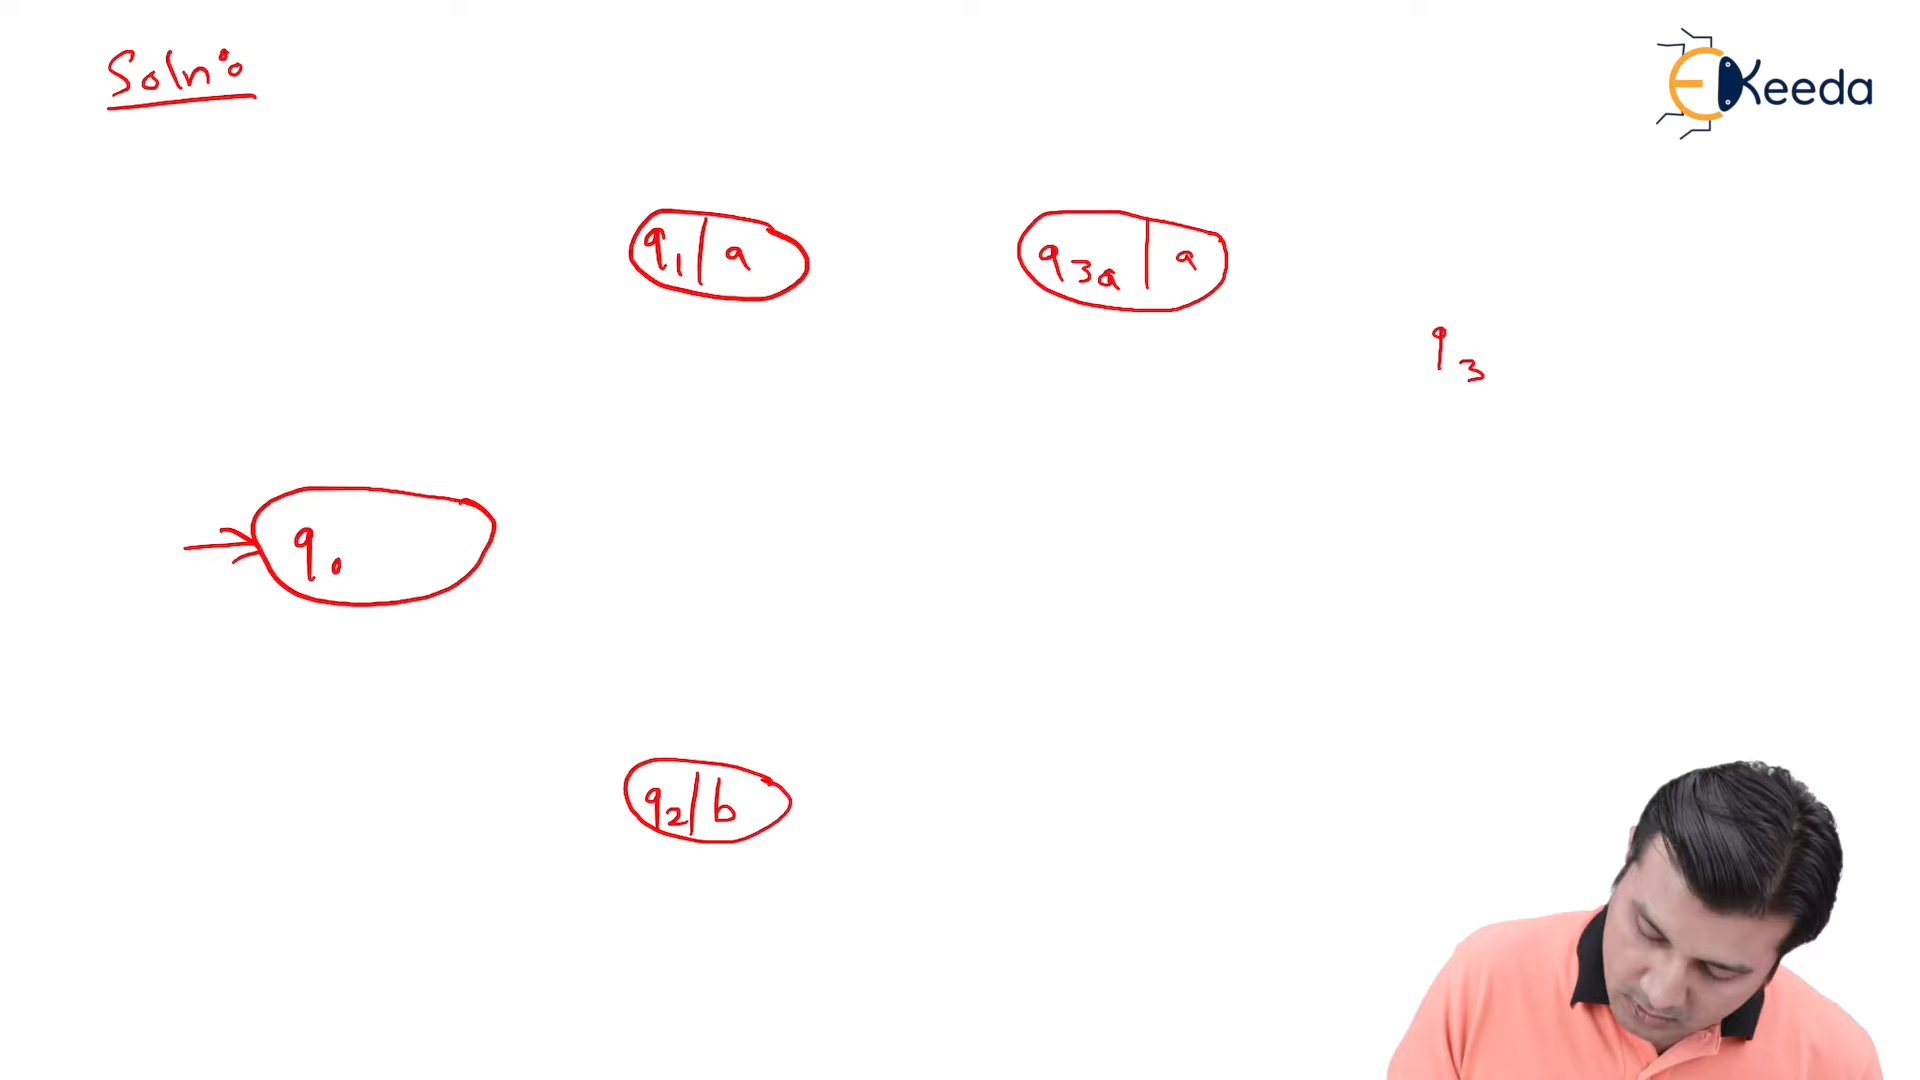 Soln:
EKeeda
q1 | a
q3a | a
q3
q0
q2 | b